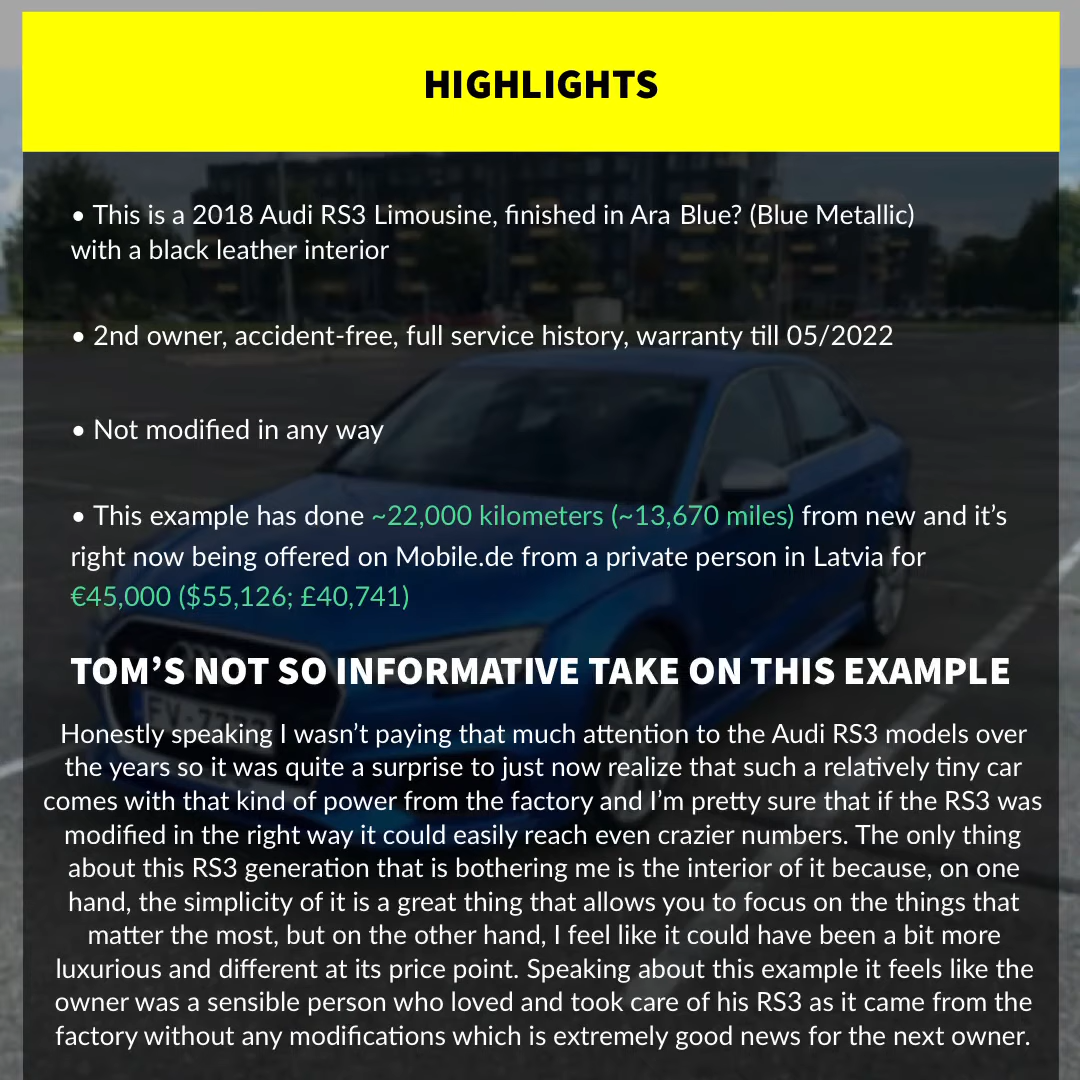 HIGHLIGHTS
• This is a 2018 Audi RS3 Limousine, finished in Ara Blue? (Blue Metallic)
with a black leather interior
• 2nd owner, accident-free, full service history, warranty till 05/2022
• Not modified in any way
• This example has done ~22,000 kilometers (~13,670 miles) from new and it’s
right now being offered on Mobile.de from a private person in Latvia for
€45,000 ($55,126; £40,741)
TOM’S NOT SO INFORMATIVE TAKE ON THIS EXAMPLE
Honestly speaking I wasn’t paying that much attention to the Audi RS3 models over
the years so it was quite a surprise to just now realize that such a relatively tiny car
comes with that kind of power from the factory and I’m pretty sure that if the RS3 was
modified in the right way it could easily reach even crazier numbers. The only thing
about this RS3 generation that is bothering me is the interior of it because, on one
hand, the simplicity of it is a great thing that allows you to focus on the things that
matter the most, but on the other hand, I feel like it could have been a bit more
luxurious and different at its price point. Speaking about this example it feels like the
owner was a sensible person who loved and took care of his RS3 as it came from the
factory without any modifications which is extremely good news for the next owner.